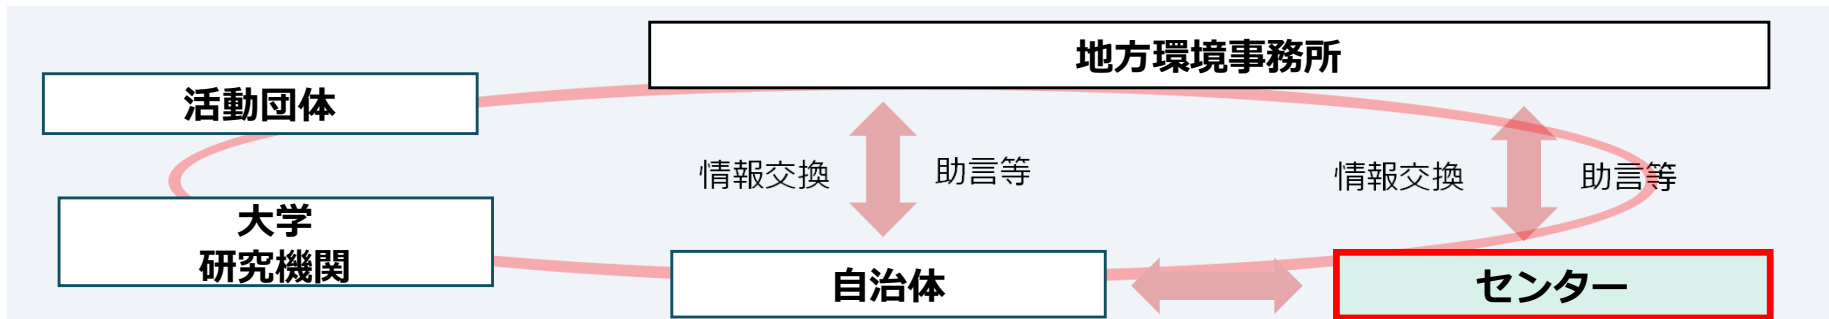 地方環境事務所
活動団体
情報交換
助言等
情報交換
助言等
大学
研究機関
自治体
センター